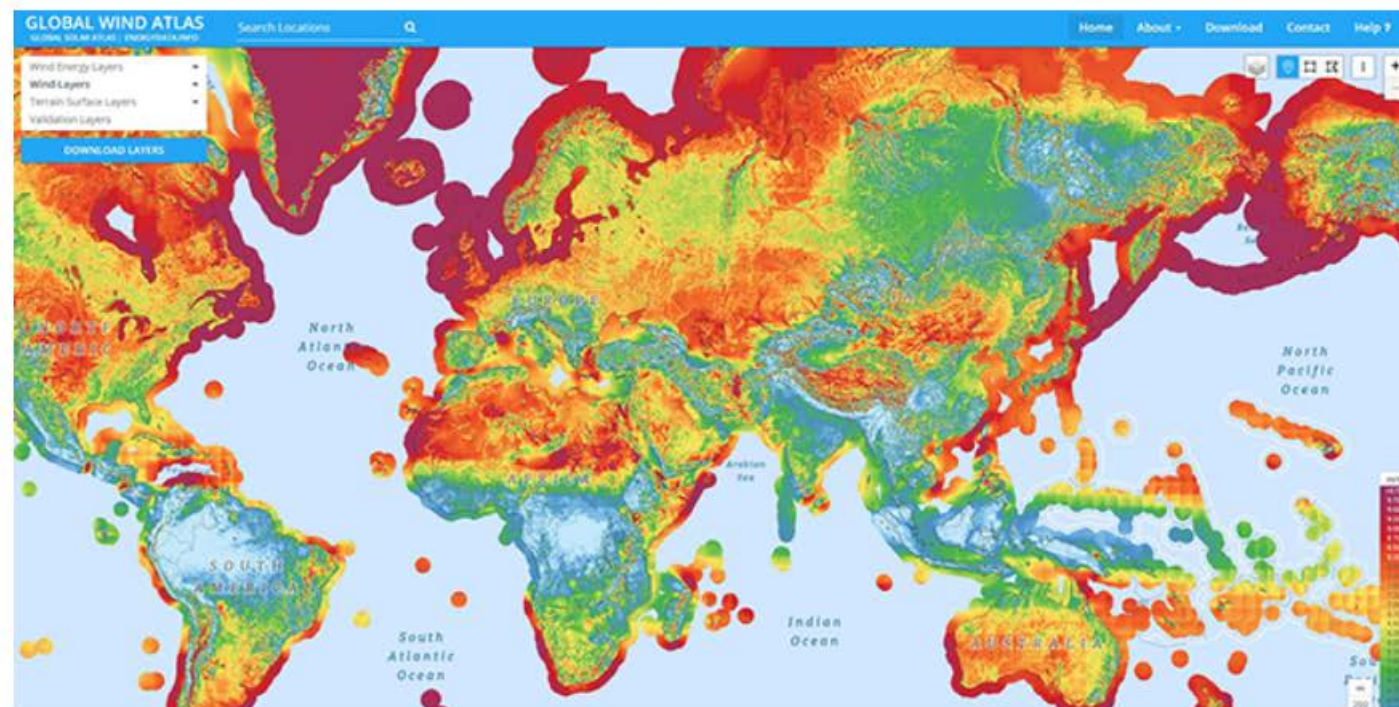 GLOBAL WIND ATLAS
GLOBAL SOLAR ATLAS | ENERGYDATA.INFO
Search Locations
Home
About
Download
Contact
Help ?
Wind Energy Layers
Wind Layers
Terrain Surface Layers
Validation Layers
DOWNLOAD LAYERS
EUROPE
North
Atlantic
Ocean
NORTH
AMERIC
North
Pacific
Ocean
Arabian
Sea
AFRICA
SOUTH
AMERICA
Indian
Ocean
AUSTRALIA
South
Atlantic
Ocean